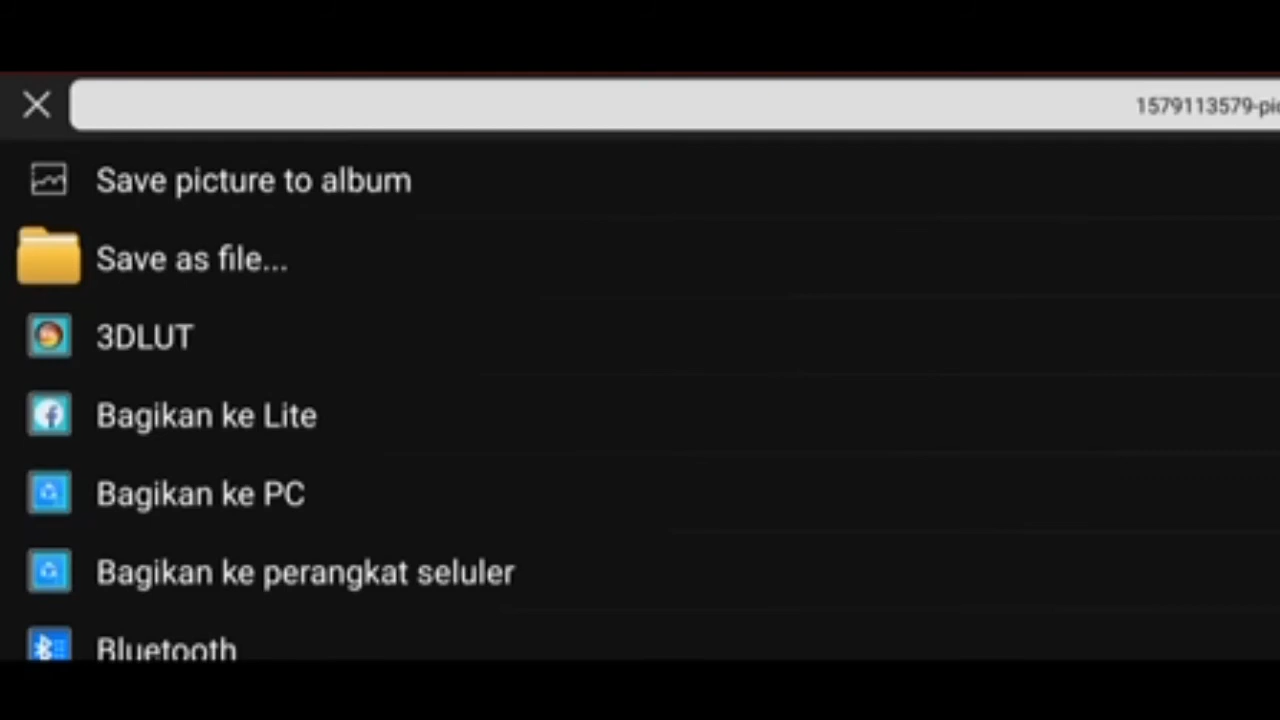 1579113579-pic
Save picture to album
Save as file...
3DLUT
Bagikan ke Lite
Bagikan ke PC
Bagikan ke perangkat seluler
Bluetooth